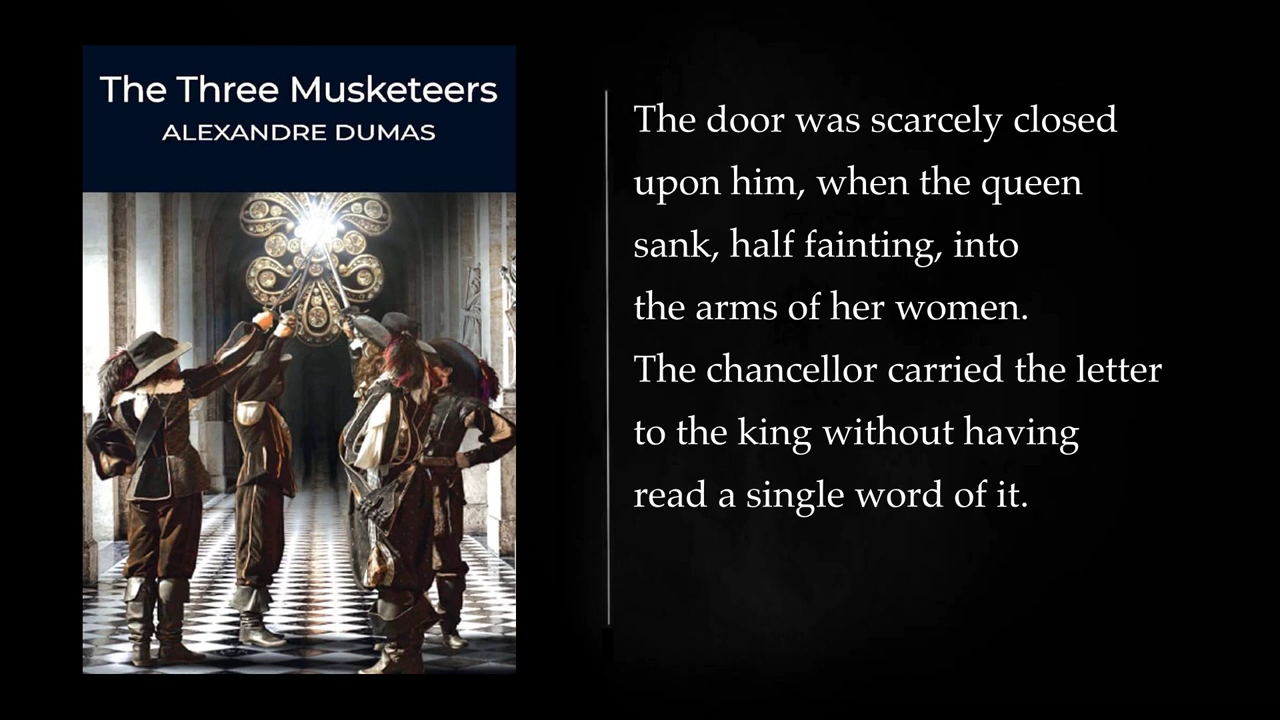 The Three Musketeers
ALEXANDRE DUMAS
The door was scarcely closed
upon him, when the queen
sank, half fainting, into
the arms of her women.
The chancellor carried the letter
to the king without having
read a single word of it.